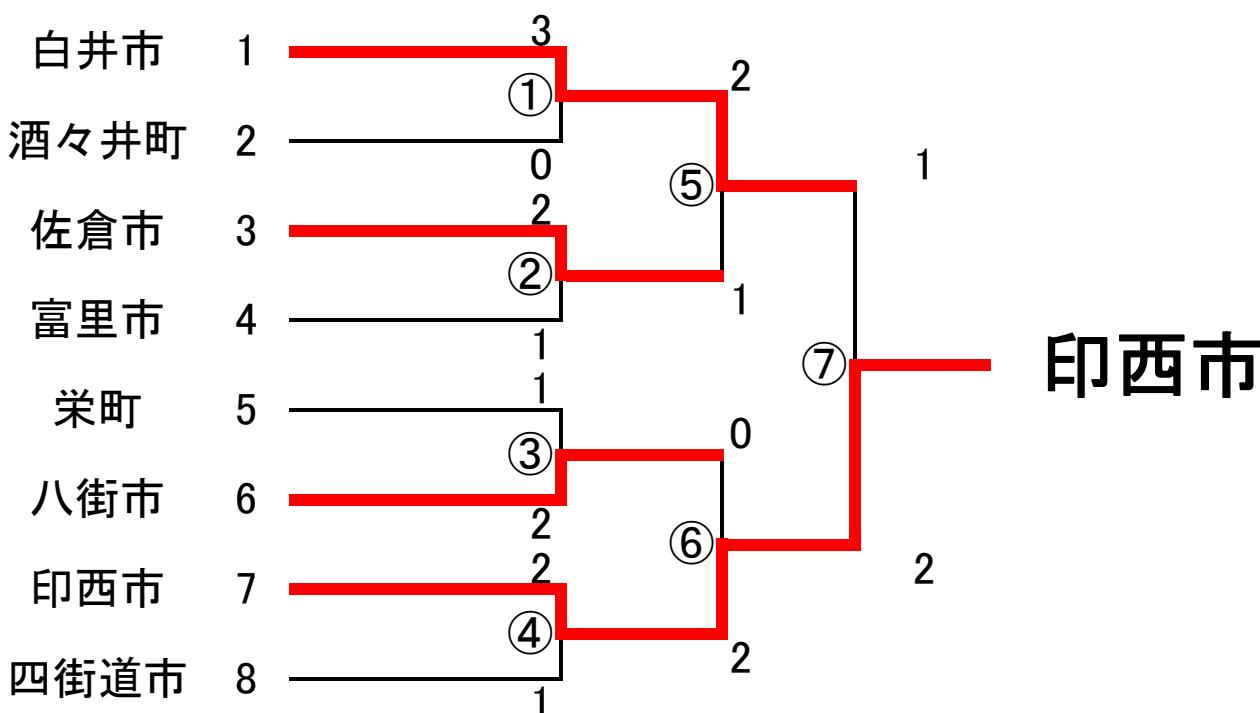 白井市 1 3
① 2
酒々井町 2 0
⑤ 1
佐倉市 3 2
② 1
富里市 4 1
⑦ 印西市
栄町 5 1
③ 0
八街市 6 2
⑥ 2
印西市 7 2
④ 2
四街道市 8 1